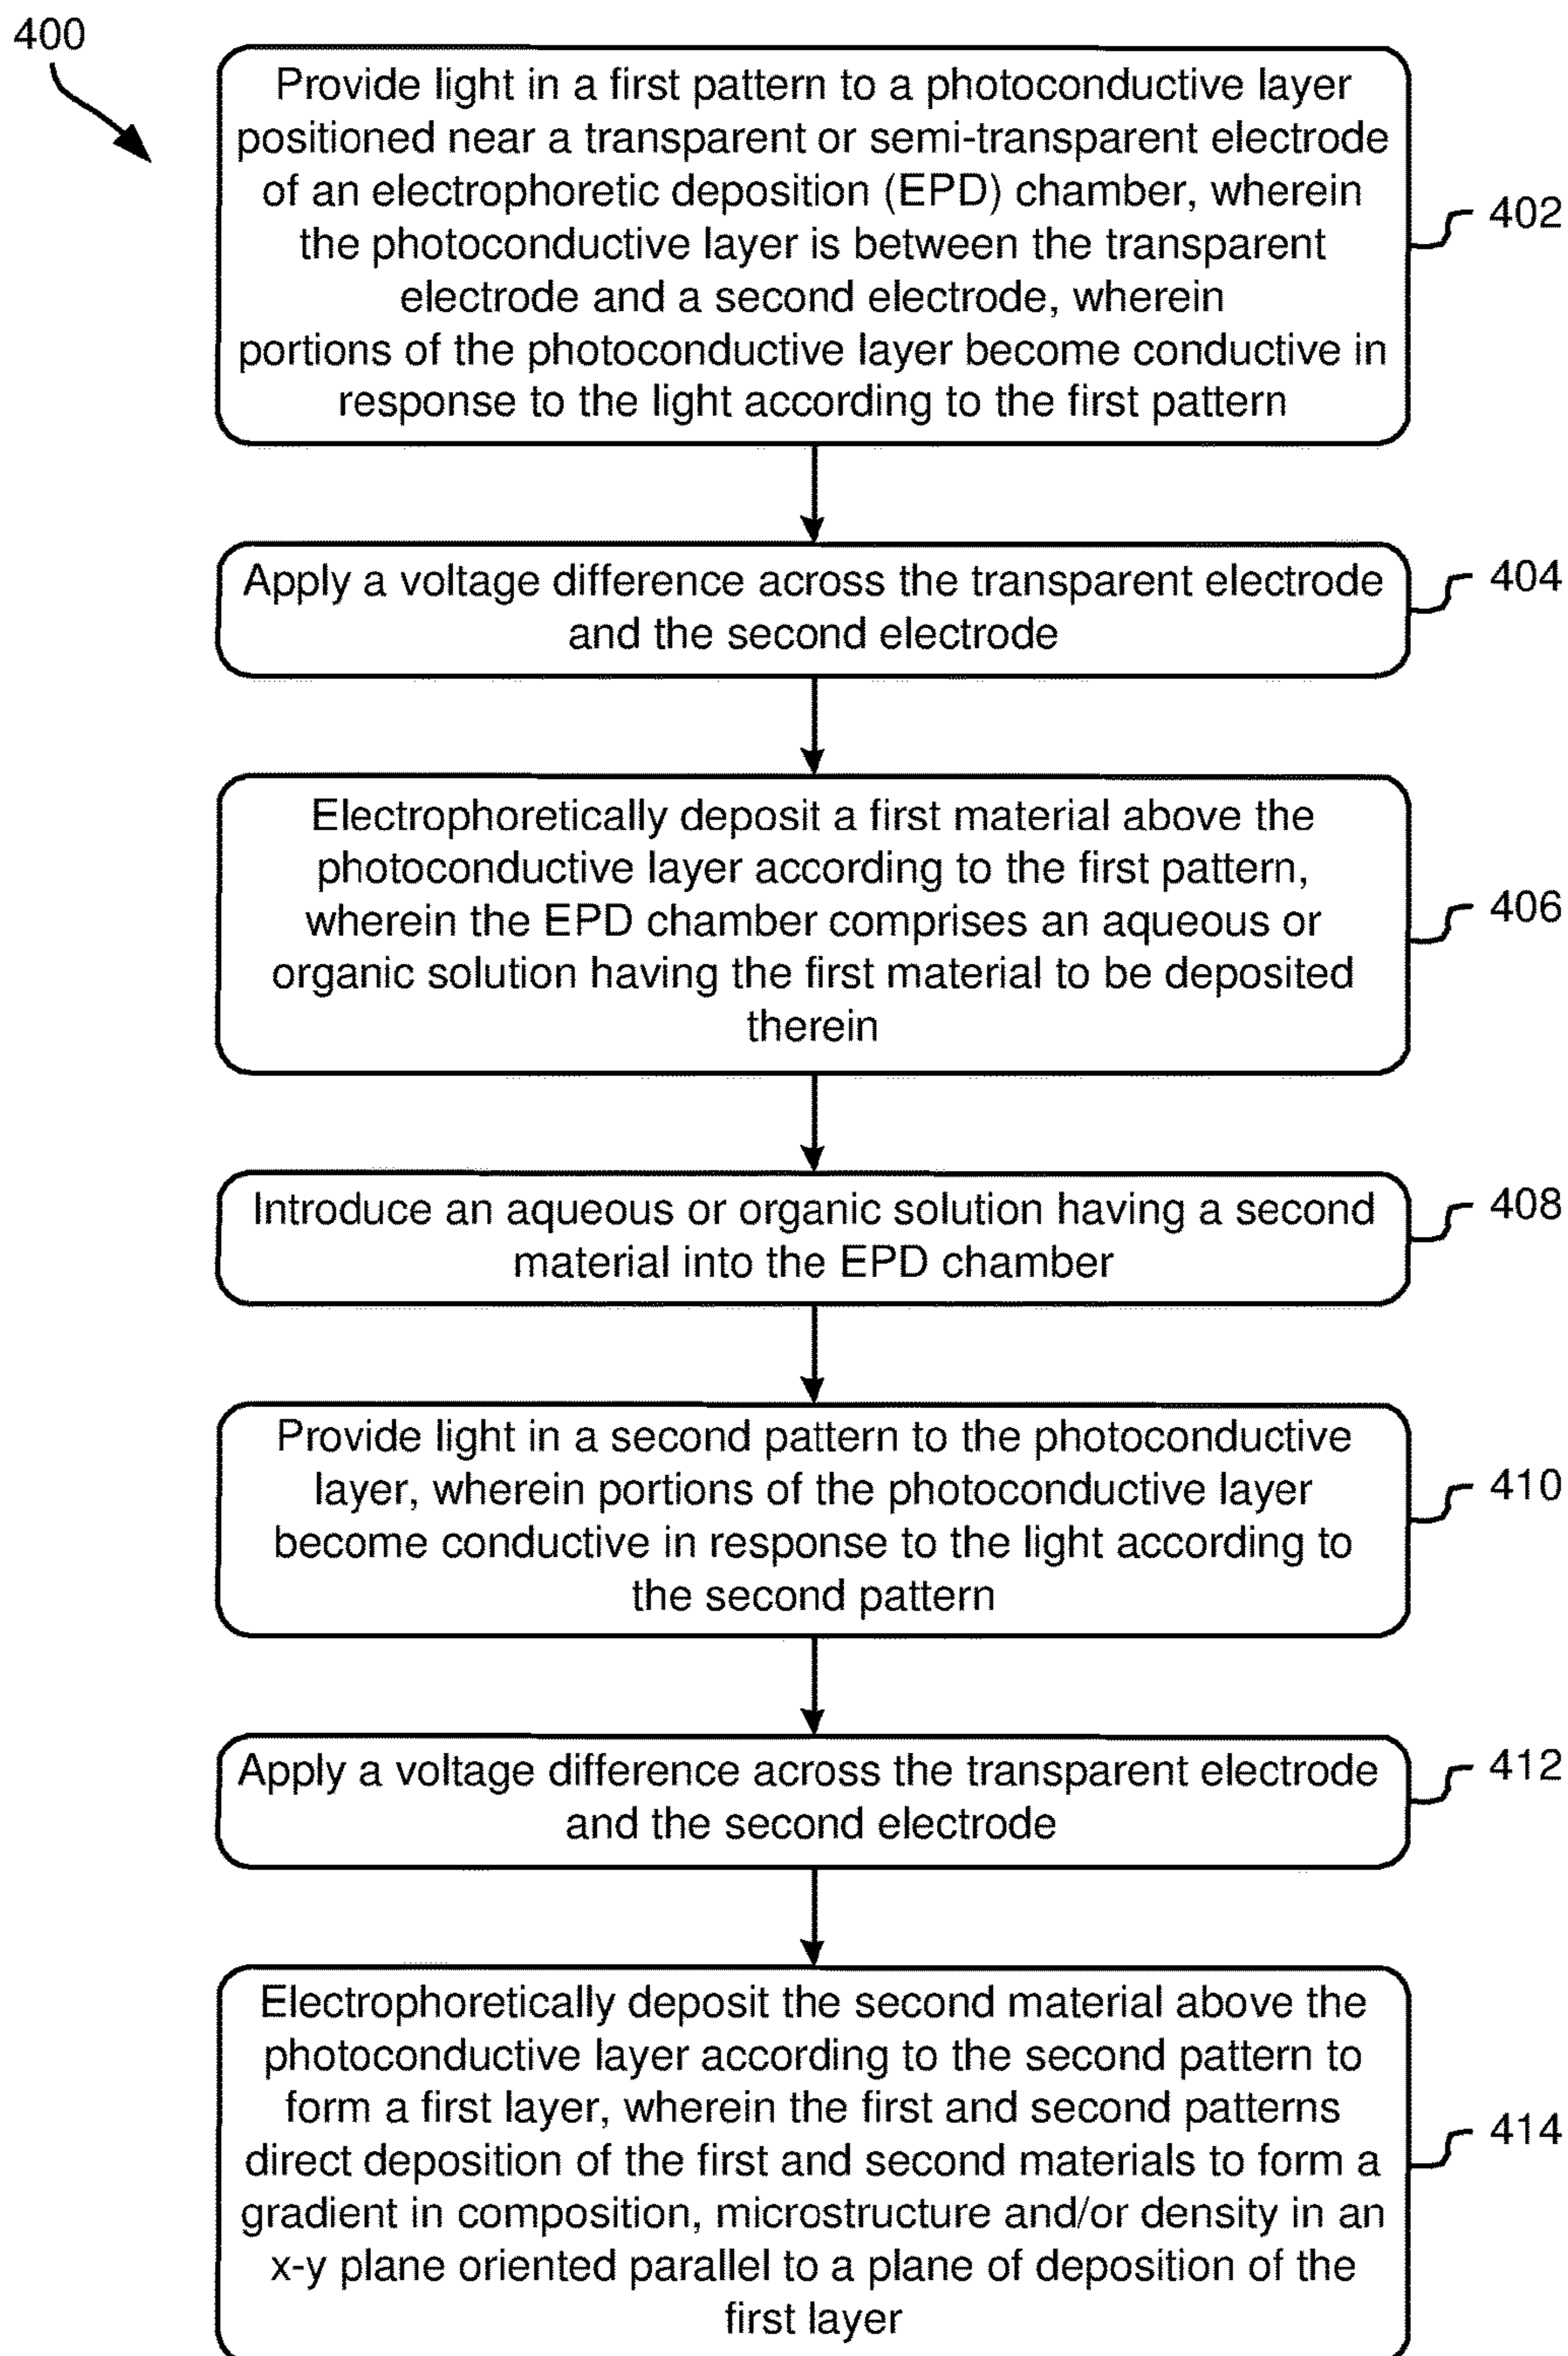 400
Provide light in a first pattern to a photoconductive layer
positioned near a transparent or semi-transparent electrode
of an electrophoretic deposition (EPD) chamber, wherein
the photoconductive layer is between the transparent
electrode and a second electrode, wherein
portions of the photoconductive layer become conductive in
response to the light according to the first pattern
402
Apply a voltage difference across the transparent electrode
and the second electrode
404
Electrophoretically deposit a first material above the
photoconductive layer according to the first pattern,
wherein the EPD chamber comprises an aqueous or
organic solution having the first material to be deposited
therein
406
Introduce an aqueous or organic solution having a second
material into the EPD chamber
408
Provide light in a second pattern to the photoconductive
layer, wherein portions of the photoconductive layer
become conductive in response to the light according to
the second pattern
410
Apply a voltage difference across the transparent electrode
and the second electrode
412
Electrophoretically deposit the second material above the
photoconductive layer according to the second pattern to
form a first layer, wherein the first and second patterns
direct deposition of the first and second materials to form a
gradient in composition, microstructure and/or density in an
x-y plane oriented parallel to a plane of deposition of the
first layer
414